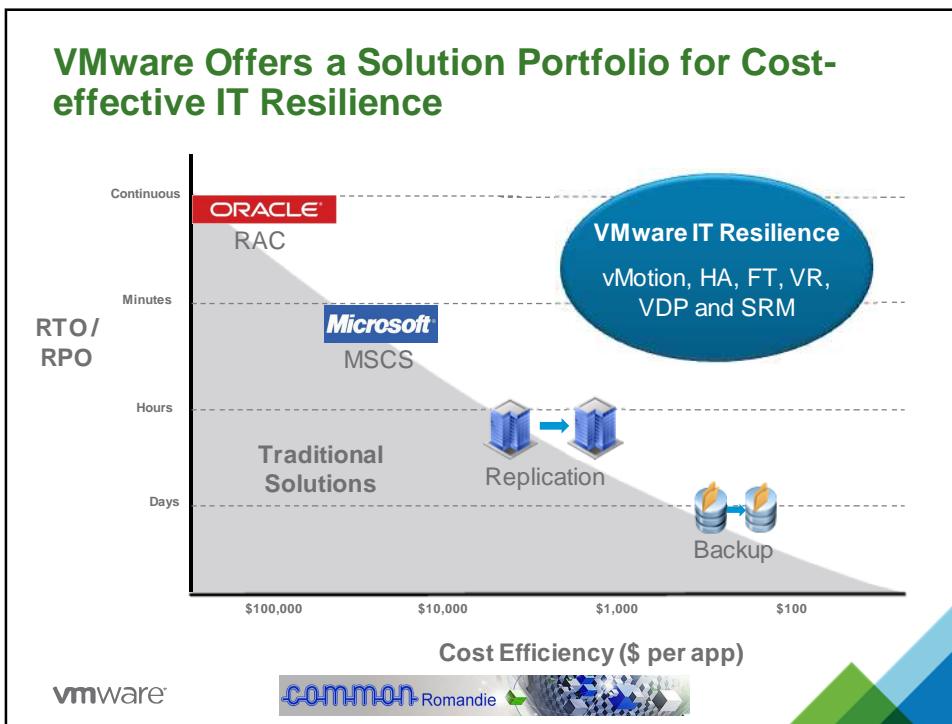 VMware Offers a Solution Portfolio for Cost-
effective IT Resilience
Continuous
ORACLE
RAC
VMware IT Resilience
vMotion, HA, FT, VR,
VDP and SRM
Minutes
Microsoft
MSCS
RTO /
RPO
Hours
Traditional
Solutions
Replication
Days
Backup
$100,000
$10,000
$1,000
$100
Cost Efficiency ($ per app)
vmware
common Romandie